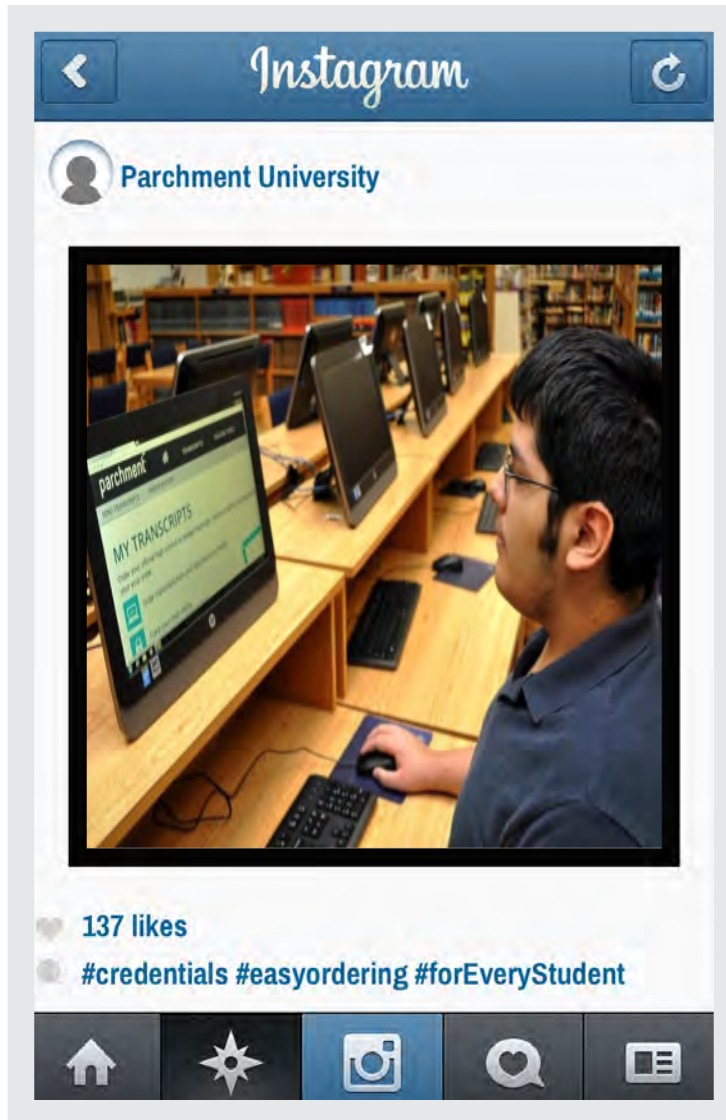 Instagram
Parchment University
parchment
MY TRANSCRIPTS
137 likes
#credentials #easyordering #forEveryStudent